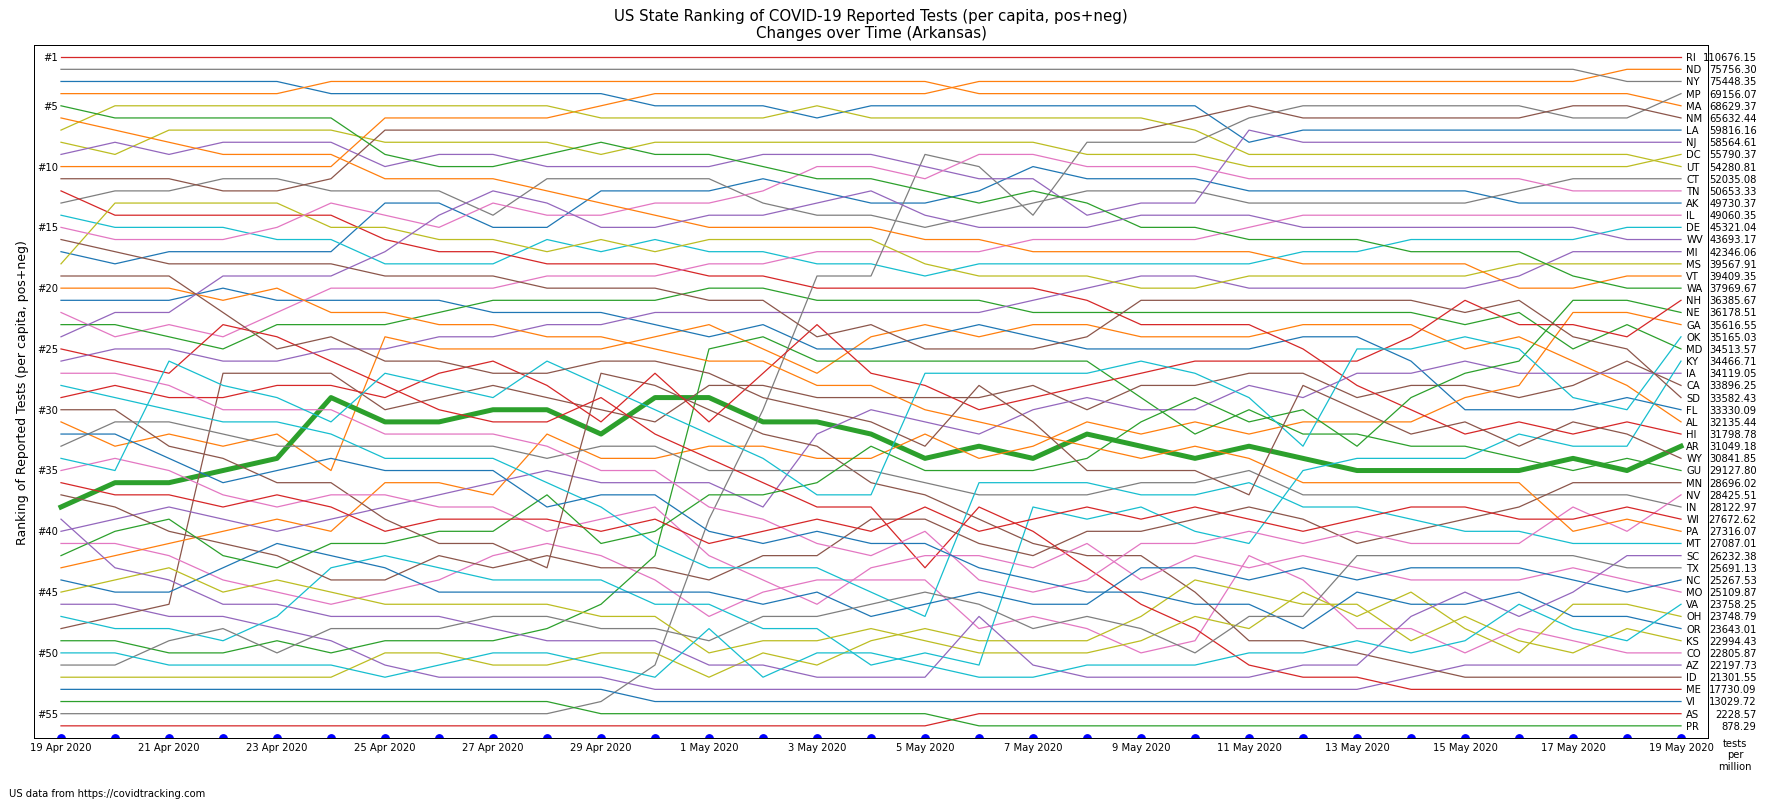 US State Ranking of COVID-19 Reported Tests (per capita, pos+neg)
Changes over Time (Arkansas)
Ranking of Reported Tests (per capita, pos+neg)
#1
#5
#10
#15
#20
#25
#30
#35
#40
#45
#50
#55
RI 110676.15
ND 75756.30
NY 75448.35
MP 69156.07
MA 68629.37
NM 65632.44
LA 59816.16
NJ 58564.61
DC 55790.37
UT 54280.81
CT 52035.08
TN 50653.33
AK 49730.37
IL 49060.35
DE 45321.04
WV 43693.17
MI 42346.06
MS 39567.91
VT 39409.35
WA 37969.67
NH 36385.67
NE 36178.51
GA 35616.55
OK 35165.03
MD 34513.57
KY 34466.71
IA 34119.05
CA 33896.25
SD 33582.43
FL 33330.09
AL 32135.44
HI 31798.78
AR 31049.18
WY 30841.85
GU 29127.80
MN 28696.02
NV 28425.51
IN 28122.97
WI 27672.62
PA 27316.07
MT 27087.01
SC 26232.38
TX 25691.13
NC 25267.53
MO 25109.87
VA 23758.25
OH 23748.79
OR 23643.01
KS 22994.43
CO 22805.87
AZ 22197.73
ID 21301.55
ME 17730.09
VI 13029.72
AS 2228.57
PR 878.29
19 Apr 2020
21 Apr 2020
23 Apr 2020
25 Apr 2020
27 Apr 2020
29 Apr 2020
1 May 2020
3 May 2020
5 May 2020
7 May 2020
9 May 2020
11 May 2020
13 May 2020
15 May 2020
17 May 2020
19 May 2020
tests
per
million
US data from https://covidtracking.com